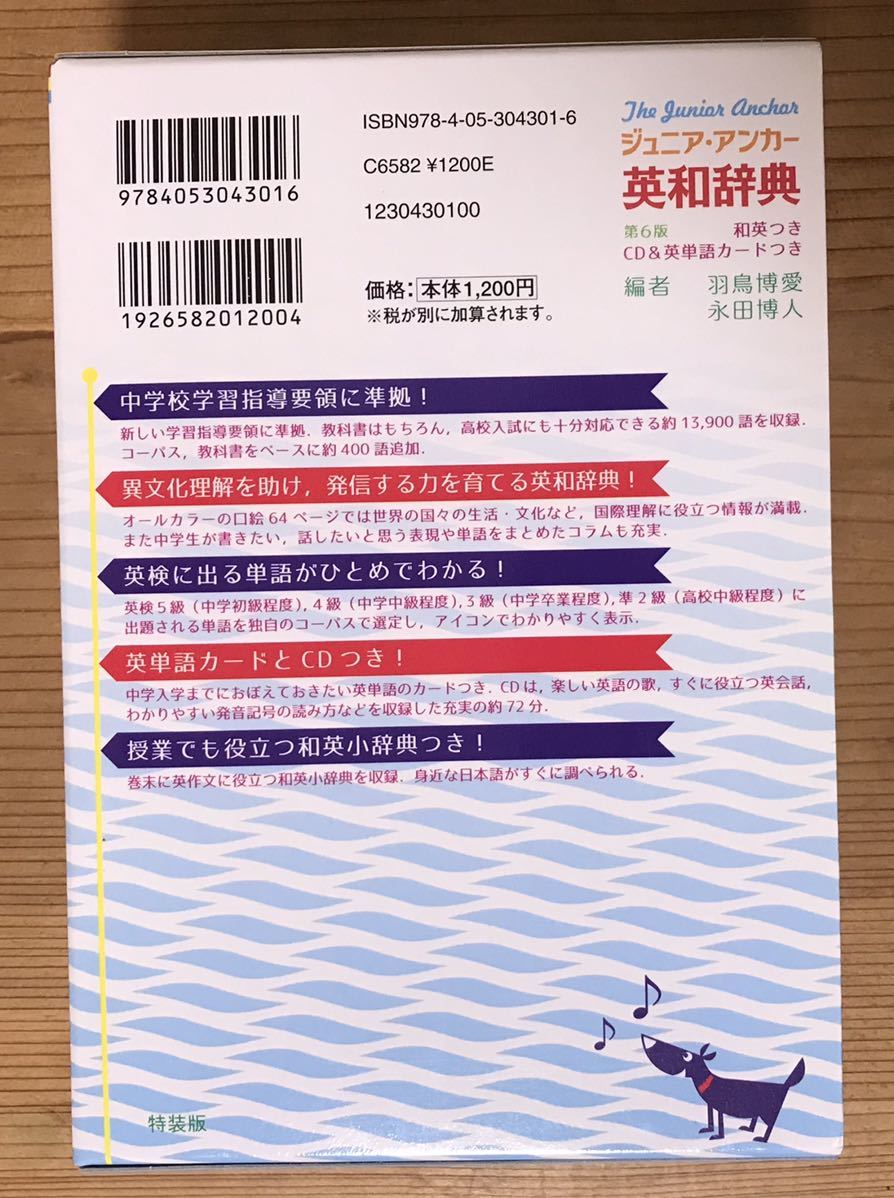 9784053043016
ISBN978-4-05-304301-6
C6582 ¥1200E
1230430100
1926582012004
価格：本体1,200円
※税が別に加算されます。
The Junior Anchor
ジュニア・アンカー
英和辞典
第6版 和英つき
CD＆英単語カードつき
編者 羽鳥博愛
永田博人
中学校学習指導要領に準拠！
新しい学習指導要領に準拠．教科書はもちろん，高校入試にも十分対応できる約13,900語を収録．
コーパス，教科書をベースに約400語追加．
異文化理解を助け，発信する力を育てる英和辞典！
オールカラーの口絵64ページでは世界の国々の生活・文化など，国際理解に役立つ情報が満載．
また中学生が書きたい，話したいと思う表現や単語をまとめたコラムも充実．
英検に出る単語がひとめでわかる！
英検5級（中学初級程度），4級（中学中級程度），3級（中学卒業程度），準2級（高校中級程度）に
出題される単語を独自のコーパスで選定し，アイコンでわかりやすく表示．
英単語カードとCDつき！
中学入学までにおぼえておきたい英単語のカードつき．CDは，楽しい英語の歌，すぐに役立つ英会話，
わかりやすい発音記号の読み方などを収録した充実の約72分．
授業でも役立つ和英小辞典つき！
巻末に英作文に役立つ和英小辞典を収録．身近な日本語がすぐに調べられる．
特装版